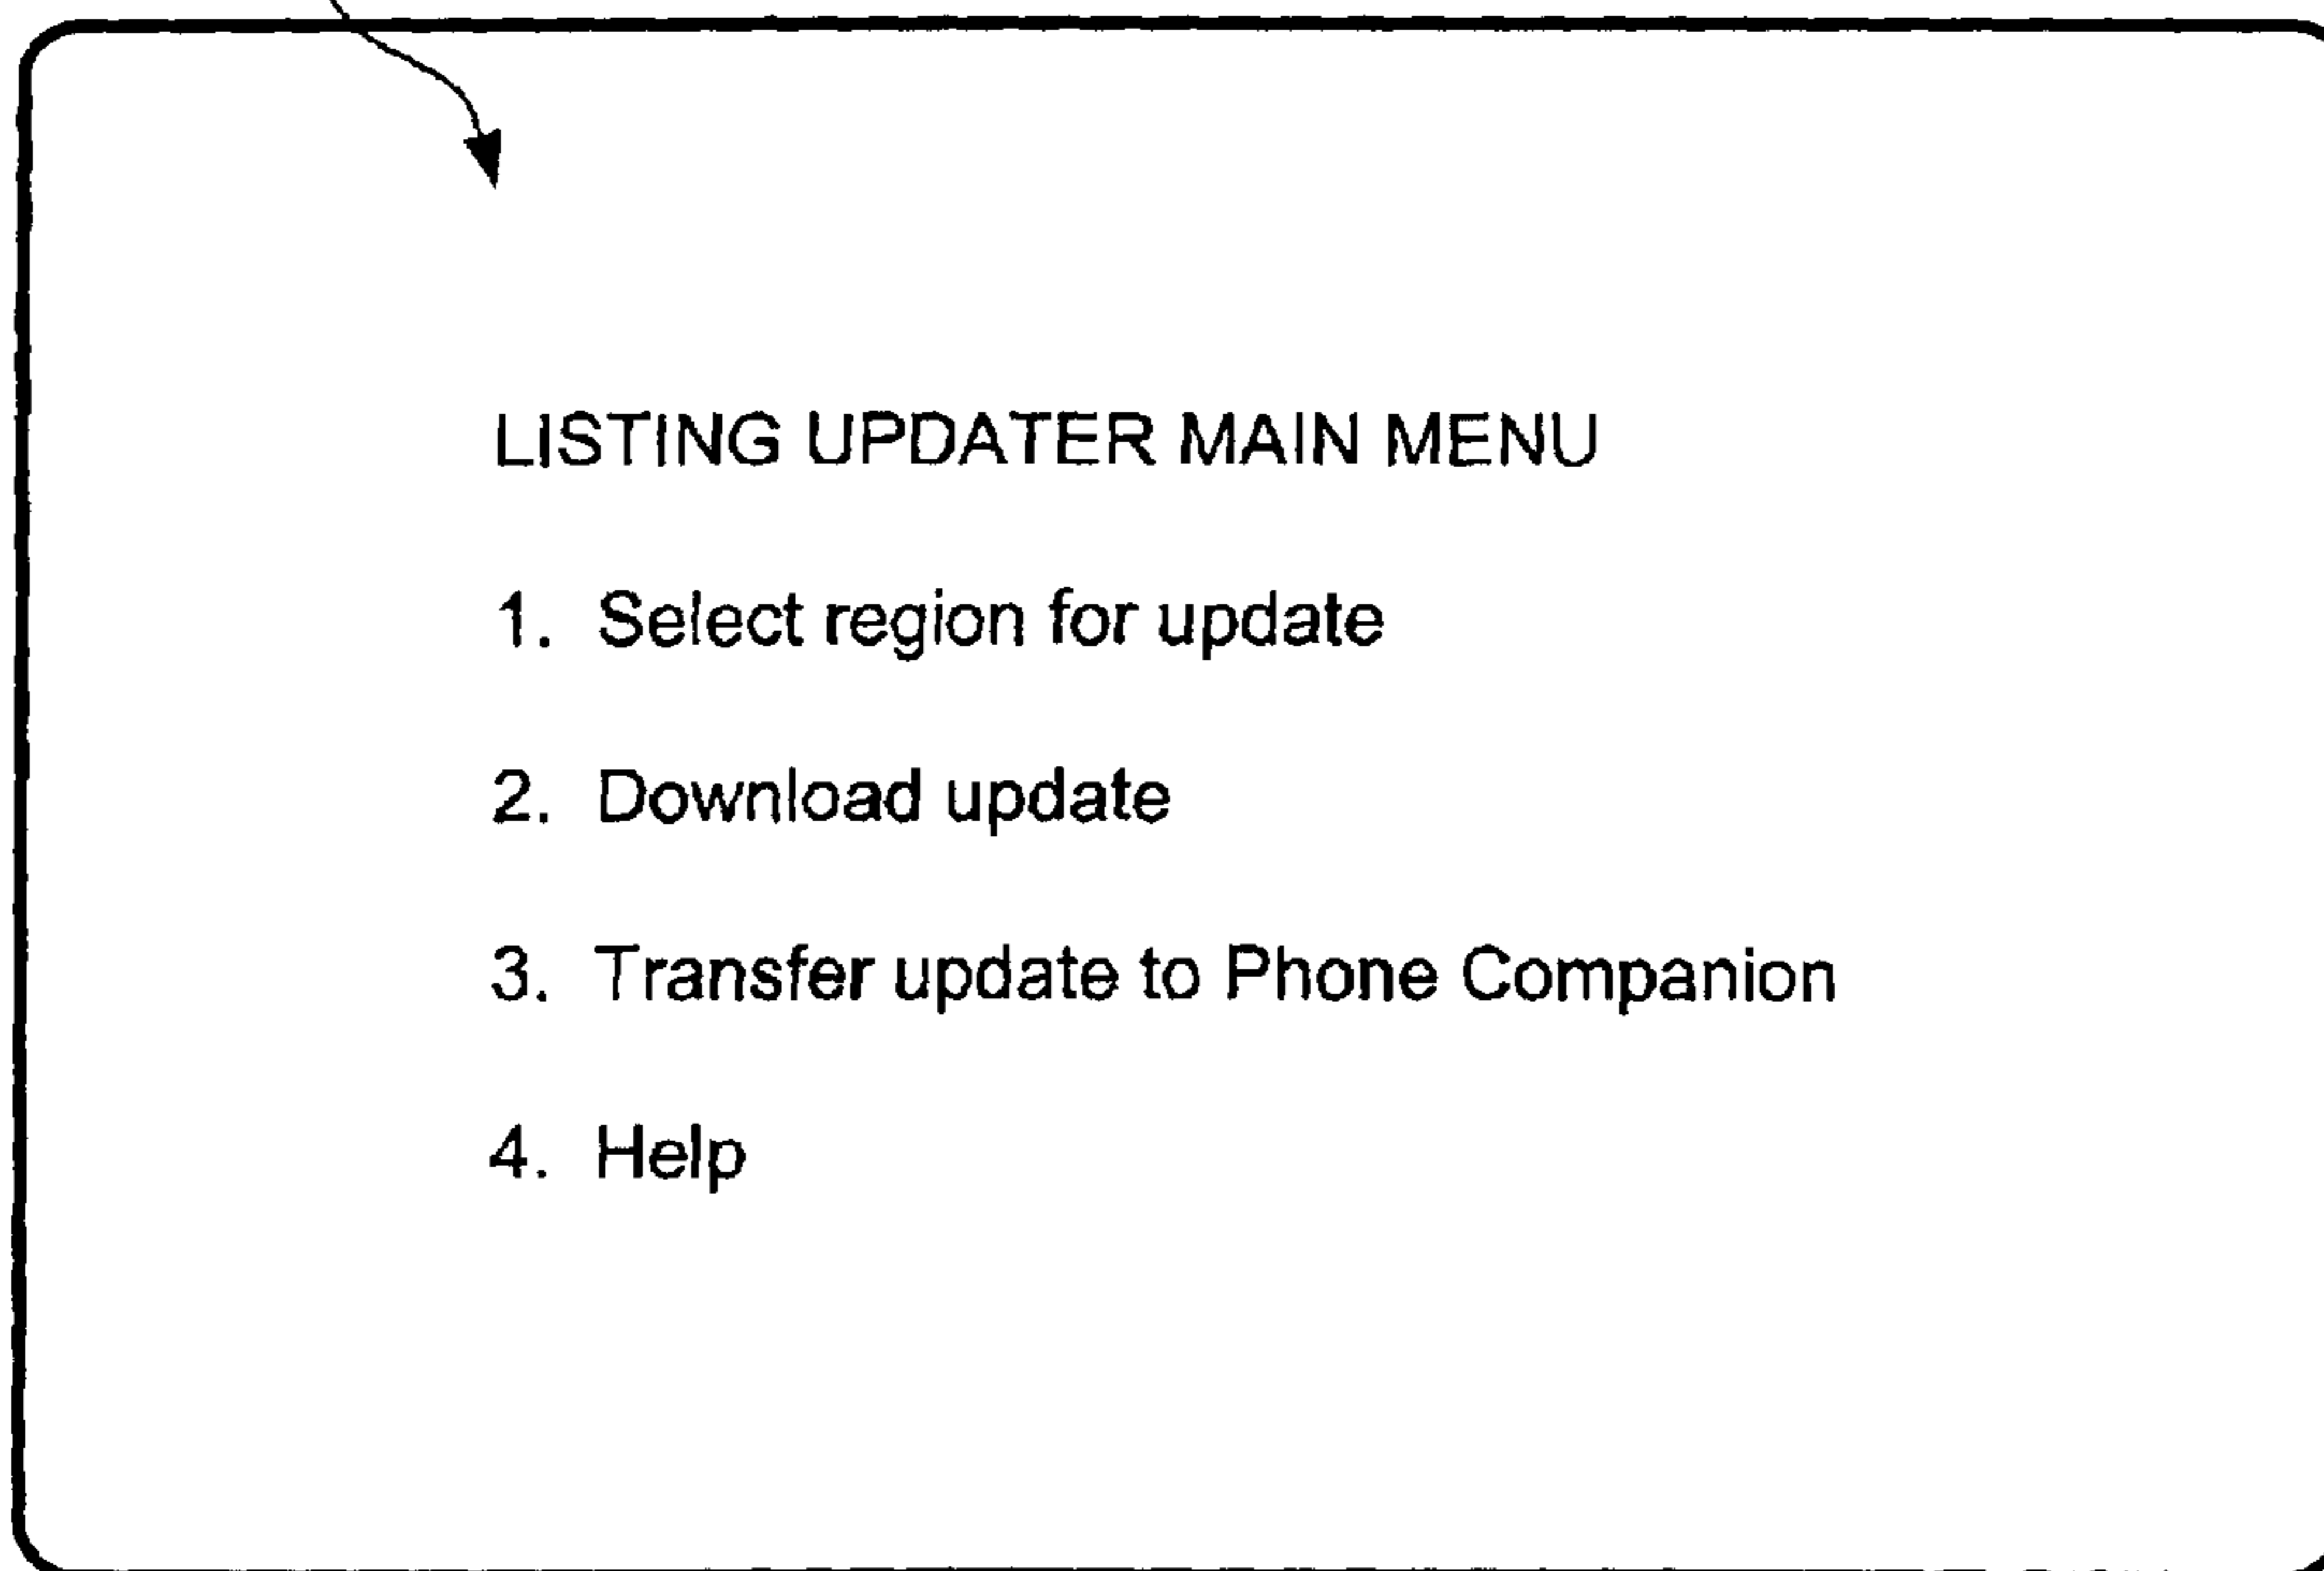 LISTING UPDATER MAIN MENU
1. Select region for update
2. Download update
3. Transfer update to Phone Companion
4. Help